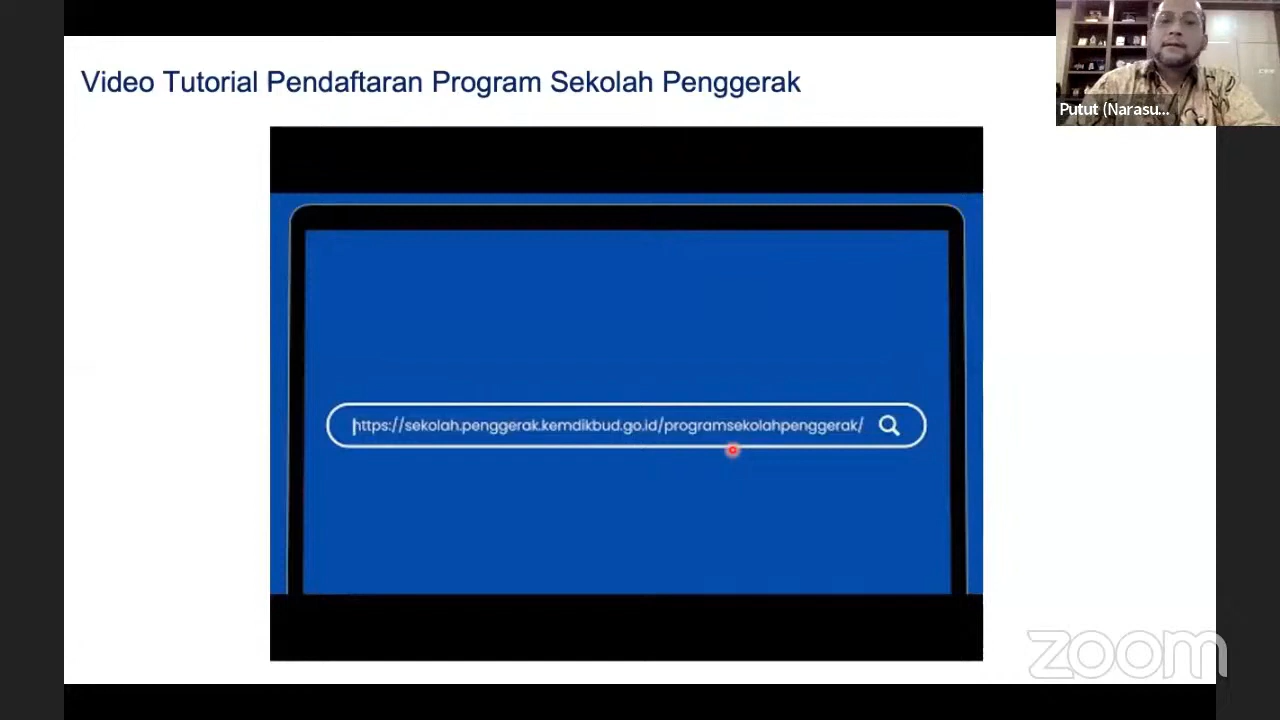 Video Tutorial Pendaftaran Program Sekolah Penggerak
Putut (Narasu...
https://sekolah.penggerak.kemdikbud.go.id/programsekolahpenggerak/
zoom